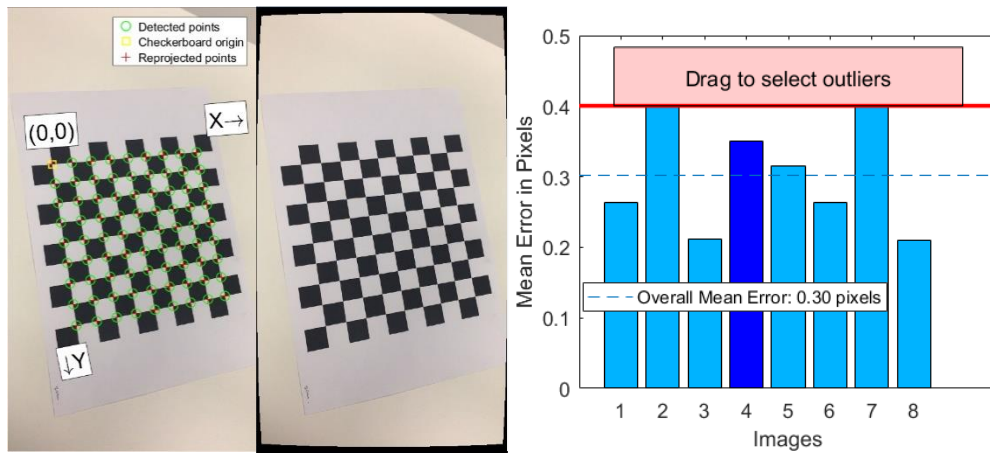 Detected points
Checkerboard origin
Reprojected points
(0,0)
X→
↓Y
0.5
0.4
0.3
0.2
0.1
0
Mean Error in Pixels
Drag to select outliers
Overall Mean Error: 0.30 pixels
1 2 3 4 5 6 7 8
Images